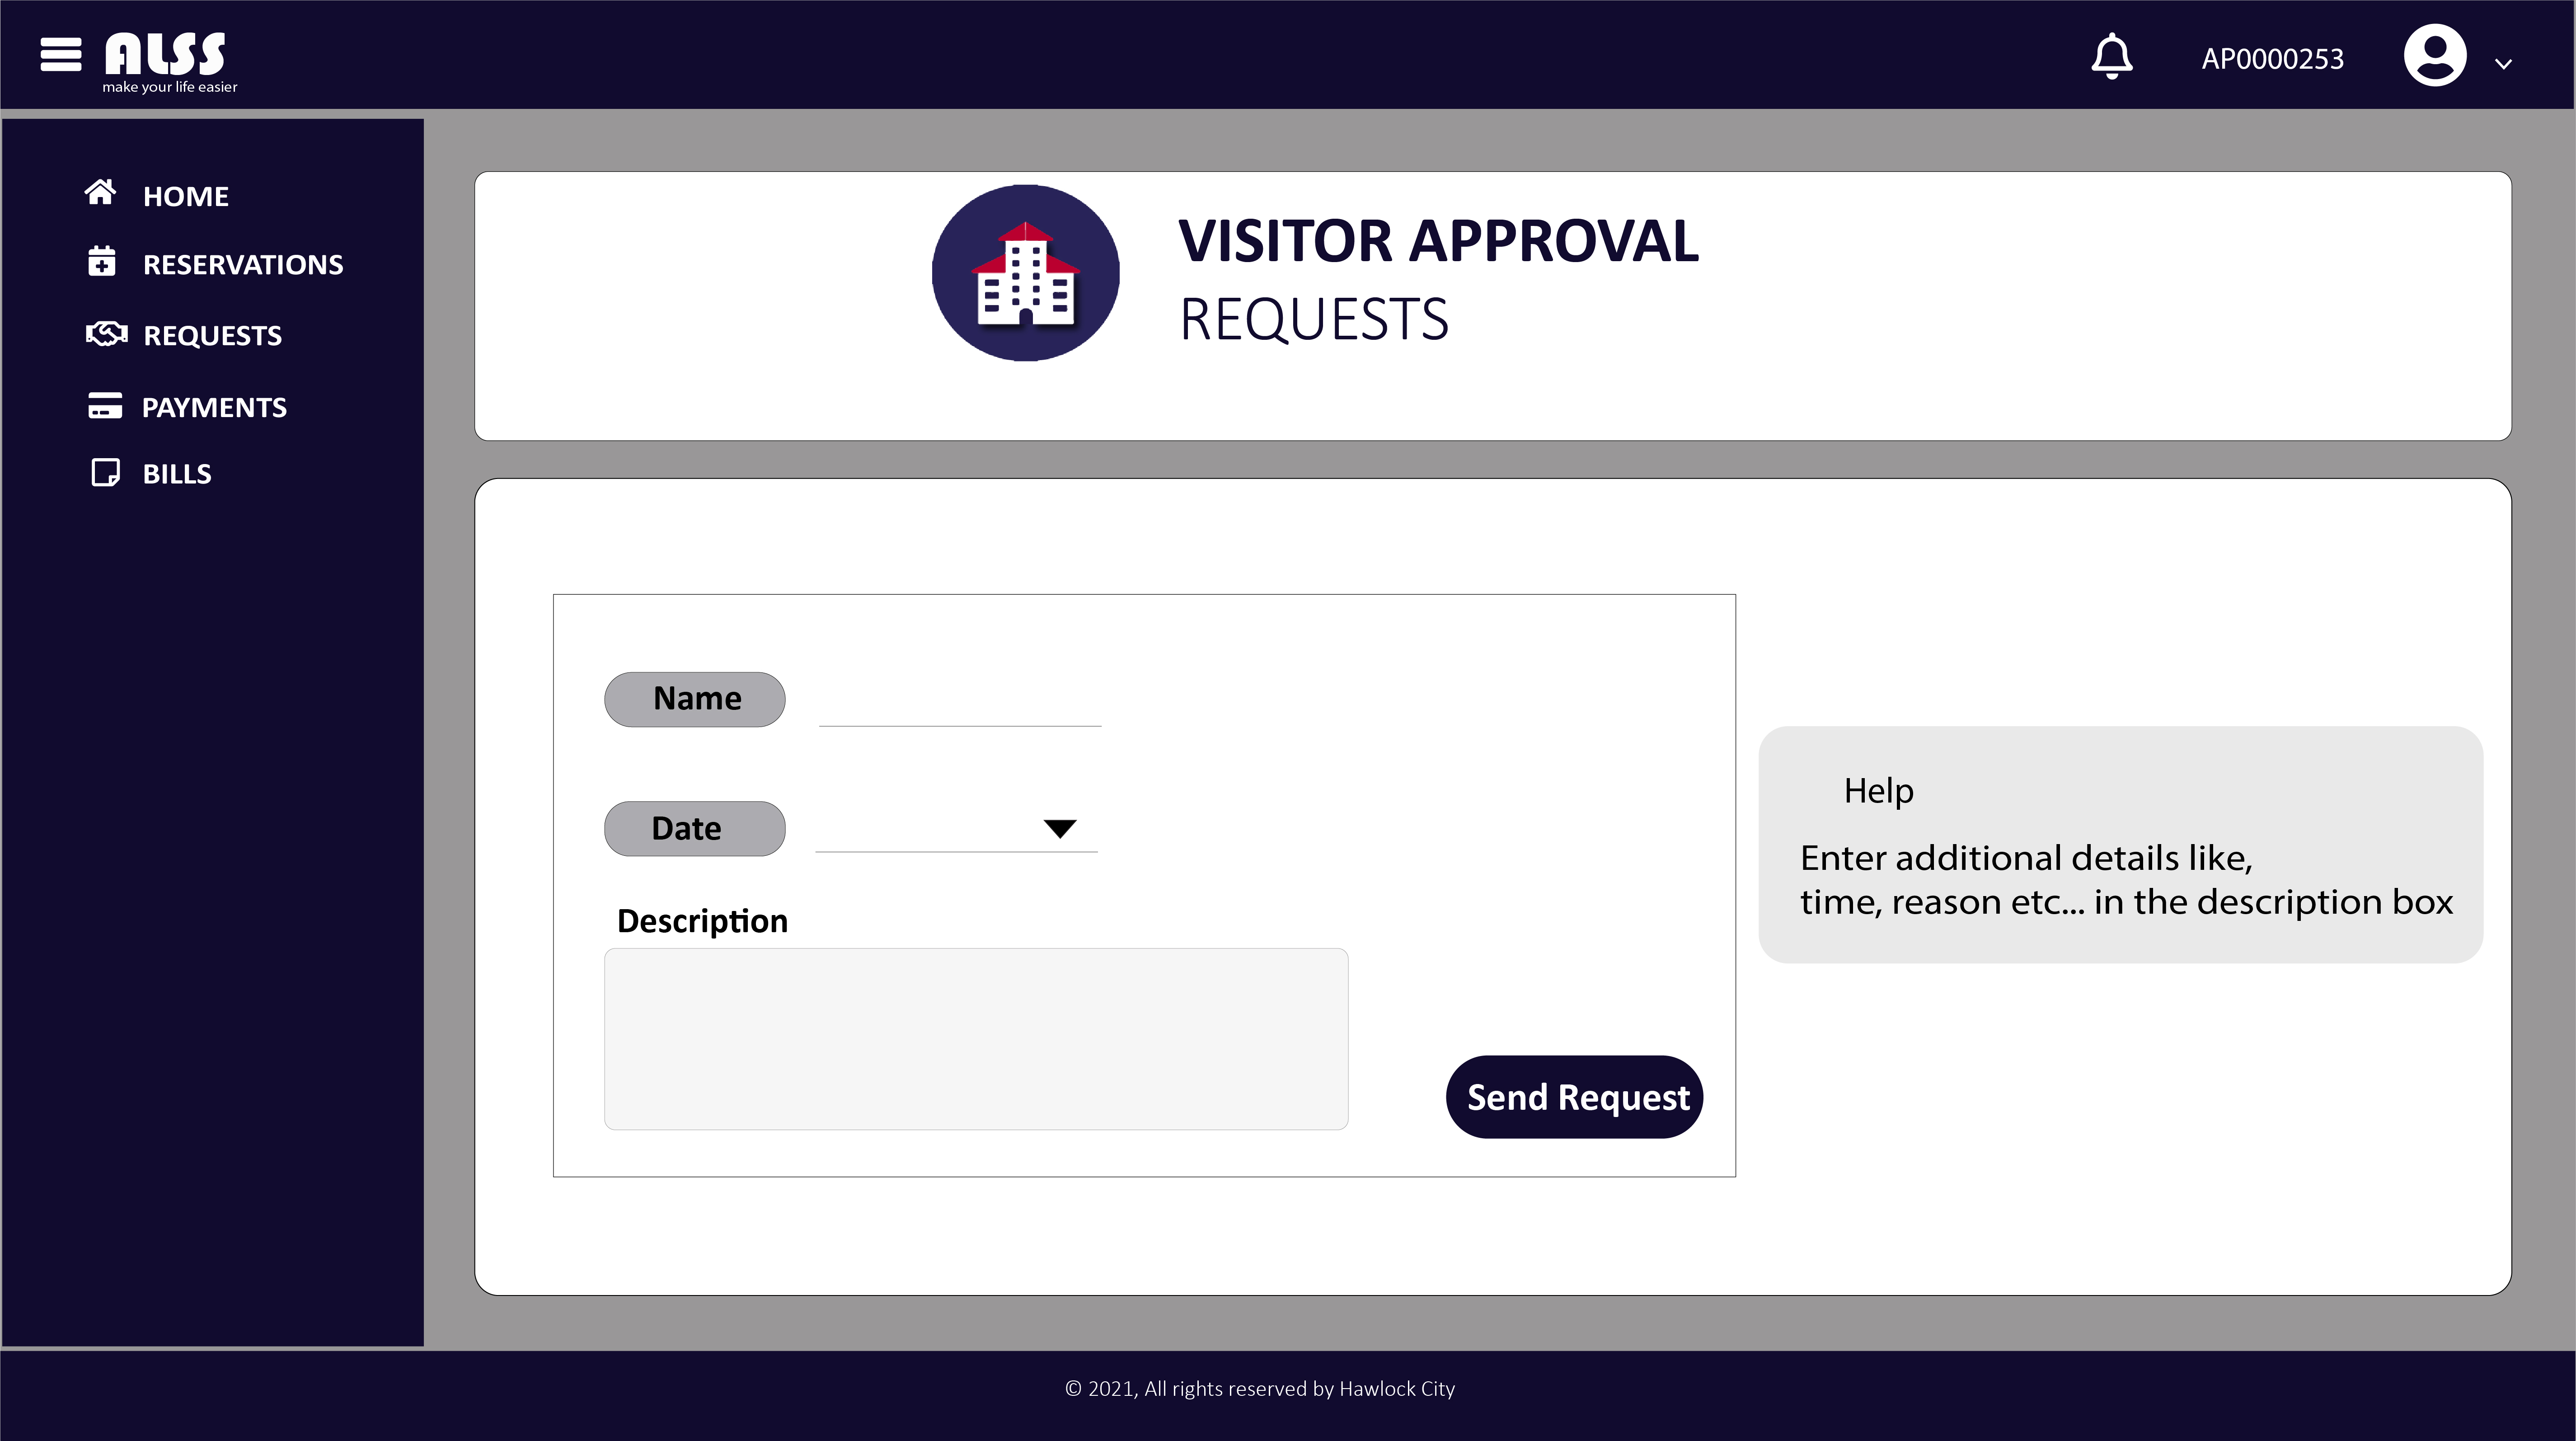 ALSS
make your life easier
AP0000253
HOME
RESERVATIONS
REQUESTS
PAYMENTS
BILLS
VISITOR APPROVAL
REQUESTS
Name
Date
Description
Send Request
Help
Enter additional details like,
time, reason etc... in the description box
© 2021, All rights reserved by Hawlock City